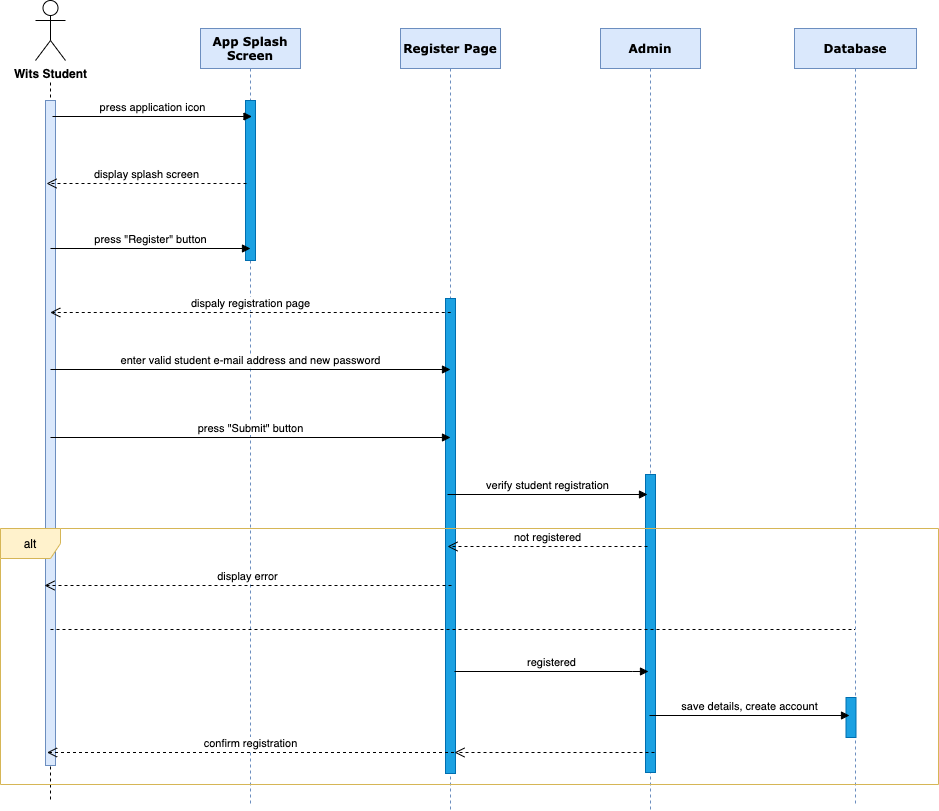 App Splash
Screen
Register Page
Admin
Database
Wits Student
press application icon
display splash screen
press "Register" button
dispaly registration page
enter valid student e-mail address and new password
press "Submit" button
verify student registration
alt
not registered
display error
registered
save details, create account
confirm registration